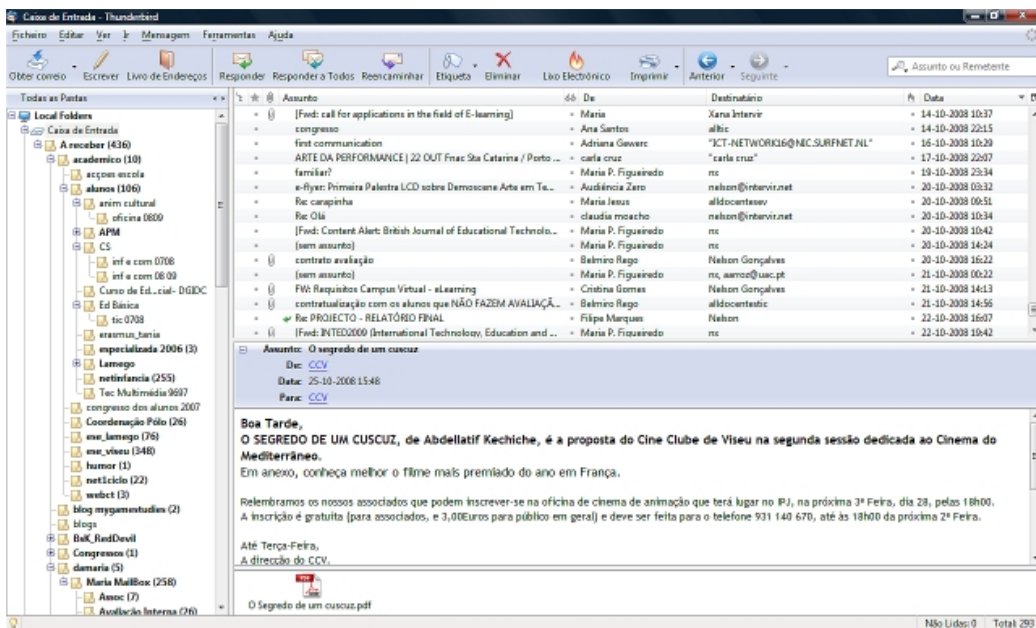 Caixa de Entrada - Thunderbird
Ficheiro Editar Ver Ir Mensagem Ferramentas Ajuda
Obter correio Escrever Livro de Endereços Responder Responder a Todos Reencaminhar Etiqueta Eliminar Lixo Electrónico Imprimir Anterior Seguinte Assunto ou Remetente
Todas as Pastas
Local Folders
Caixa de Entrada
A receber (436)
academico (10)
acçoes escola
alunos (106)
anim cultural
oficina 0809
APM
CS
inf e com 0708
inf e com 08 09
Curso de Ed...cial- DGIDC
Ed Básica
tic 0708
erasmus_tania
especializada 2006 (3)
Lamego
netinfancia (255)
Tec Multimédia 9697
congresso dos alunos 2007
Coordenação Pólo (26)
ese_lamego (76)
ese_viseu (348)
humor (1)
net1ciclo (22)
webct (3)
blog mygamestudies (2)
blogs
BsK_RedDevil
Congressos (1)
damaria (5)
Maria MailBox (258)
Assoc (7)
Avaliação Interna (26)
Assunto De Destinatário Data
[Fwd: call for applications in the field of E-learning] Maria Xana Intervir 14-10-2008 10:37
congresso Ana Santos alltic 14-10-2008 22:15
first communication Adriana Gewerc "ICT-NETWORK16@NIC.SURFNET.NL" 16-10-2008 10:29
ARTE DA PERFORMANCE | 22 OUT Fnac Sta Catarina / Porto ... carla cruz "carla cruz" 17-10-2008 22:07
familiar? Maria P. Figueiredo 19-10-2008 23:34
e-flyer: Primeira Palestra LCD sobre Demoscene Arte em Te... Audiência Zero nelson@intervir.net 20-10-2008 03:32
Re: carapinha Maria Jesus alldocentesev 20-10-2008 09:51
Re: Olá claudia moacho nelson@intervir.net 20-10-2008 10:34
[Fwd: Content Alert: British Journal of Educational Technolo... Maria P. Figueiredo 20-10-2008 10:42
(sem assunto) Maria P. Figueiredo 20-10-2008 14:24
contrato avaliação Belmiro Rego Nelson Gonçalves 20-10-2008 16:22
(sem assunto) Maria P. Figueiredo 21-10-2008 00:22
FW: Requisitos Campus Virtual - eLearning Cristina Gomes Nelson Gonçalves 21-10-2008 14:13
contratualização com os alunos que NÃO FAZEM AVALIAÇÃ... Belmiro Rego alldocentestic 21-10-2008 14:56
Re: PROJECTO - RELATÓRIO FINAL Filipe Marques Nelson 22-10-2008 16:07
[Fwd: INTED2009 (International Technology, Education and ... Maria P. Figueiredo 22-10-2008 19:42
Assunto: O segredo de um cuscuz
De: CCV
Data: 25-10-2008 15:48
Para: CCV
Boa Tarde,
O SEGREDO DE UM CUSCUZ, de Abdellatif Kechiche, é a proposta do Cine Clube de Viseu na segunda sessão dedicada ao Cinema do
Mediterrâneo.
Em anexo, conheça melhor o filme mais premiado do ano em França.
Relembramos os nossos associados que podem inscrever-se na oficina de cinema de animação que terá lugar no IPJ, na próxima 3ª Feira, dia 28, pelas 18h00.
A inscrição é gratuita (para associados, e 3,00Euros para público em geral) e deve ser feita para o telefone 931 140 670, até às 18h00 da próxima 2ª Feira.
Até Terça-Feira,
A direcção do CCV.
O Segredo de um cuscuz.pdf
Não Lidas: 0 Total: 293